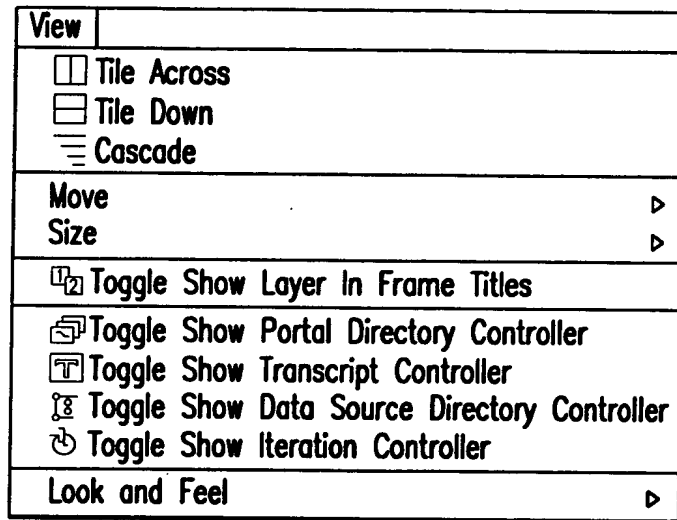 View
Tile Across
Tile Down
Cascade
Move
Size
Toggle Show Layer In Frame Titles
Toggle Show Portal Directory Controller
Toggle Show Transcript Controller
Toggle Show Data Source Directory Controller
Toggle Show Iteration Controller
Look and Feel